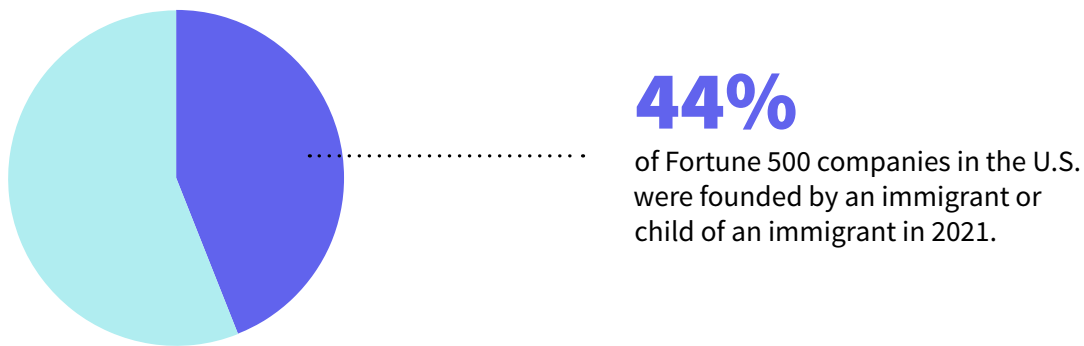 44%
of Fortune 500 companies in the U.S.
were founded by an immigrant or
child of an immigrant in 2021.